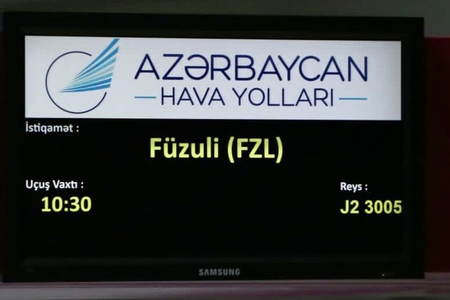 AZƏRBAYCAN
HAVA YOLLARI
İstiqamət :
Füzuli (FZL)
Uçuş Vaxtı :
10:30
Reys :
J2 3005
SAMSUNG